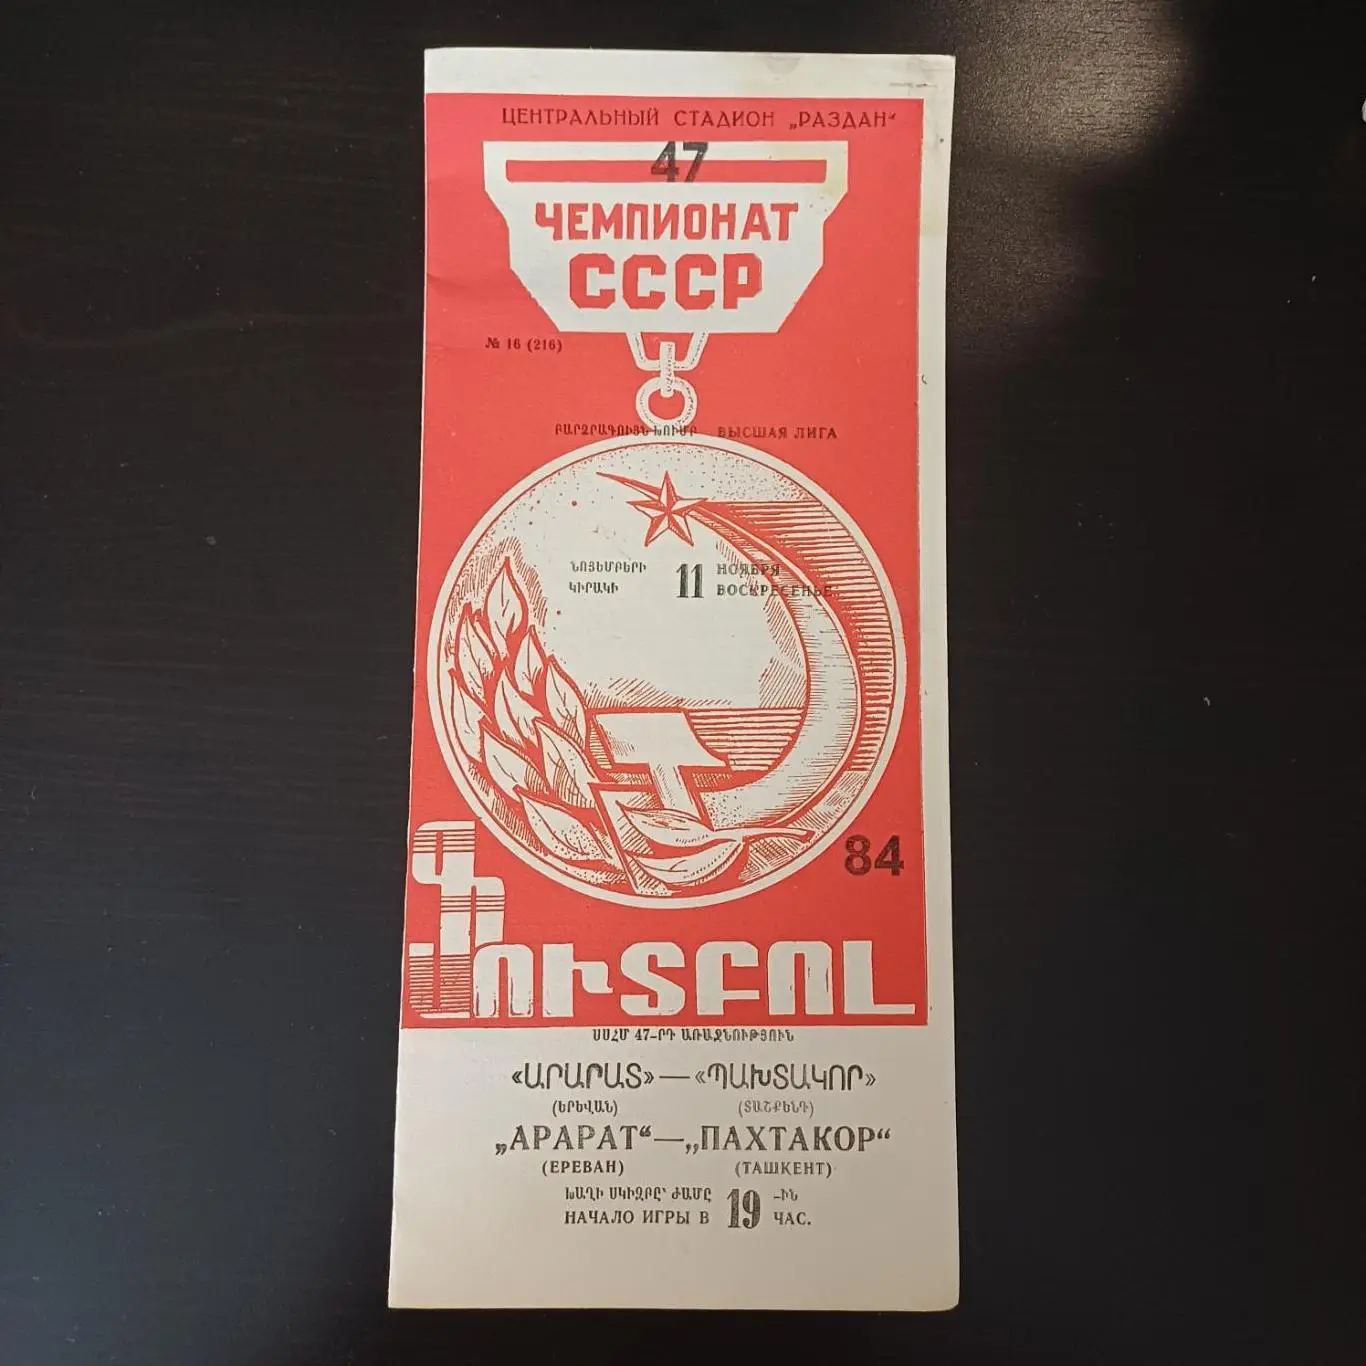 ЦЕНТРАЛЬНЫЙ СТАДИОН „РАЗДАН“
47
ЧЕМПИОНАТ
СССР
№ 16 (216)
ԲԱՐՁՐԱԳՈՒՅՆ ԽՈՒՄԲ ВЫСШАЯ ЛИГА
ՆՈՅԵՄԲԵՐԻ 11 НОЯБРЯ
ԿԻՐԱԿԻ ВОСКРЕСЕНЬЕ
84
ՖՈՒՏԲՈԼ
ՍՍՀՄ 47-ՐԴ ԱՌԱՋՆՈՒԹՅՈՒՆ
«ԱՐԱՐԱՏ» — «ՊԱԽՏԱԿՈՐ»
(ԵՐԵՎԱՆ) (ՏԱՇՔԵՆԴ)
„АРАРАТ“ — „ПАХТАКОР“
(ЕРЕВАН) (ТАШКЕНТ)
ԽԱՂԻ ՍԿԻԶԲԸ՝ ԺԱՄԸ 19 -ԻՆ
НАЧАЛО ИГРЫ В ЧАС.